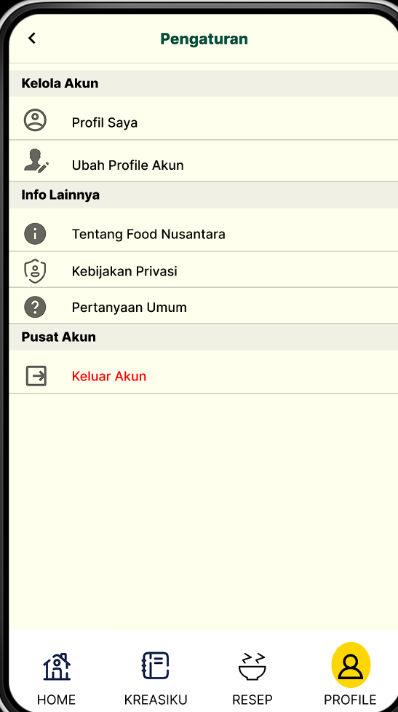 Pengaturan
Kelola Akun
Profil Saya
Ubah Profile Akun
Info Lainnya
Tentang Food Nusantara
Kebijakan Privasi
Pertanyaan Umum
Pusat Akun
Keluar Akun
HOME KREASIKU RESEP PROFILE